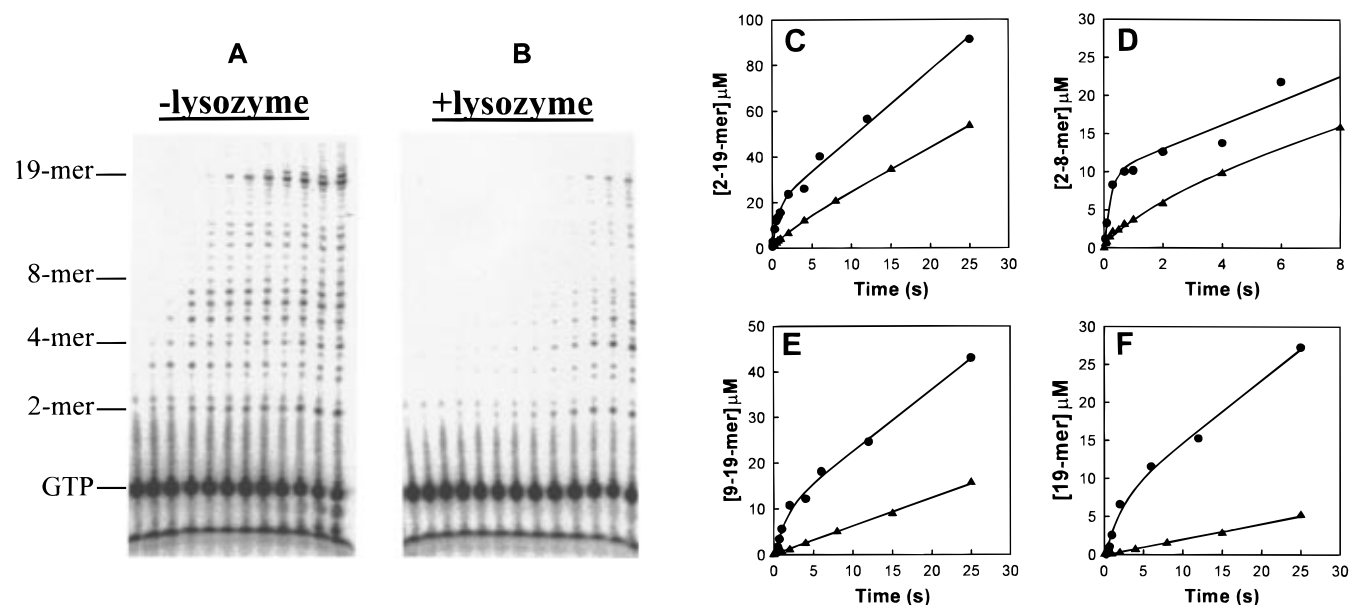 A
-lysozyme
B
+lysozyme
19-mer
8-mer
4-mer
2-mer
GTP
C
[2-19-mer] μM
100
80
60
40
20
0
0 5 10 15 20 25 30
Time (s)
D
[2-8-mer] μM
30
25
20
15
10
5
0
0 2 4 6 8
Time (s)
E
[9-19-mer] μM
50
40
30
20
10
0
0 5 10 15 20 25 30
Time (s)
F
[19-mer] μM
30
25
20
15
10
5
0
0 5 10 15 20 25 30
Time (s)